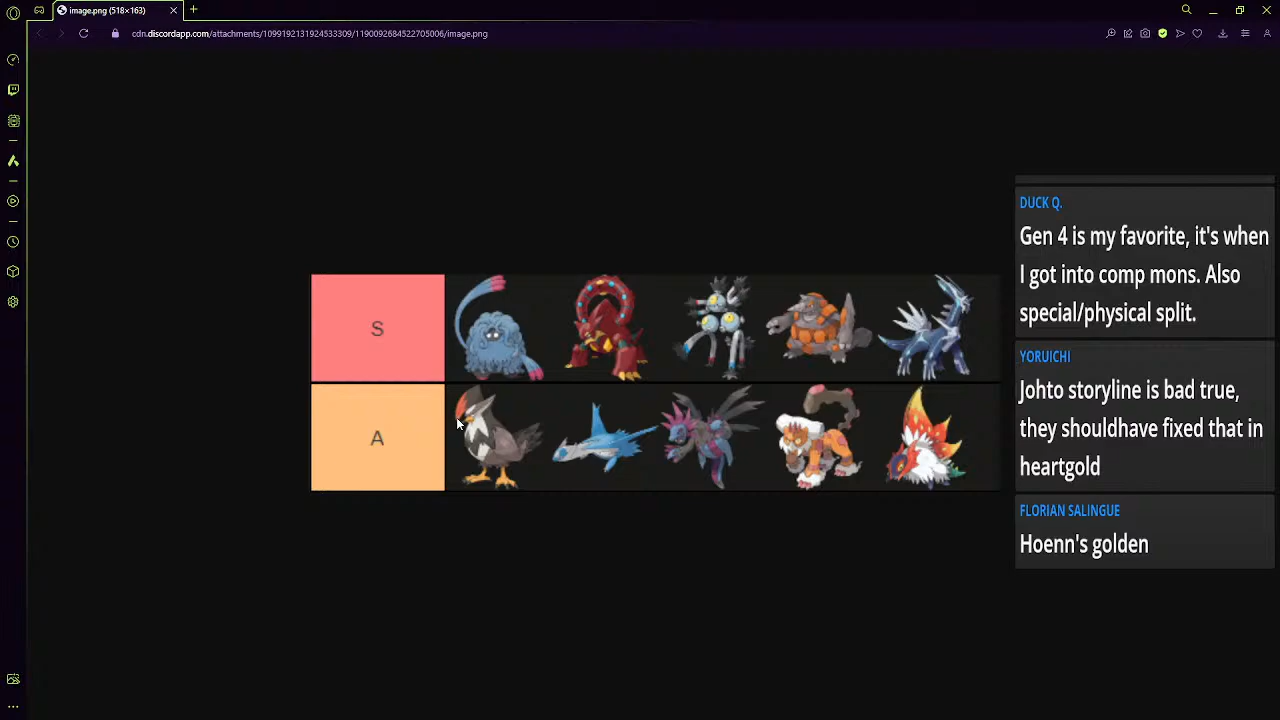 image.png (518×163)
cdn.discordapp.com/attachments/1099192131924533309/1190092684522705006/image.png
DUCK Q.
Gen 4 is my favorite, it's when
I got into comp mons. Also
special/physical split.
S
YORUICHI
Johto storyline is bad true,
they shouldhave fixed that in
heartgold
A
FLORIAN SALINGUE
Hoenn's golden